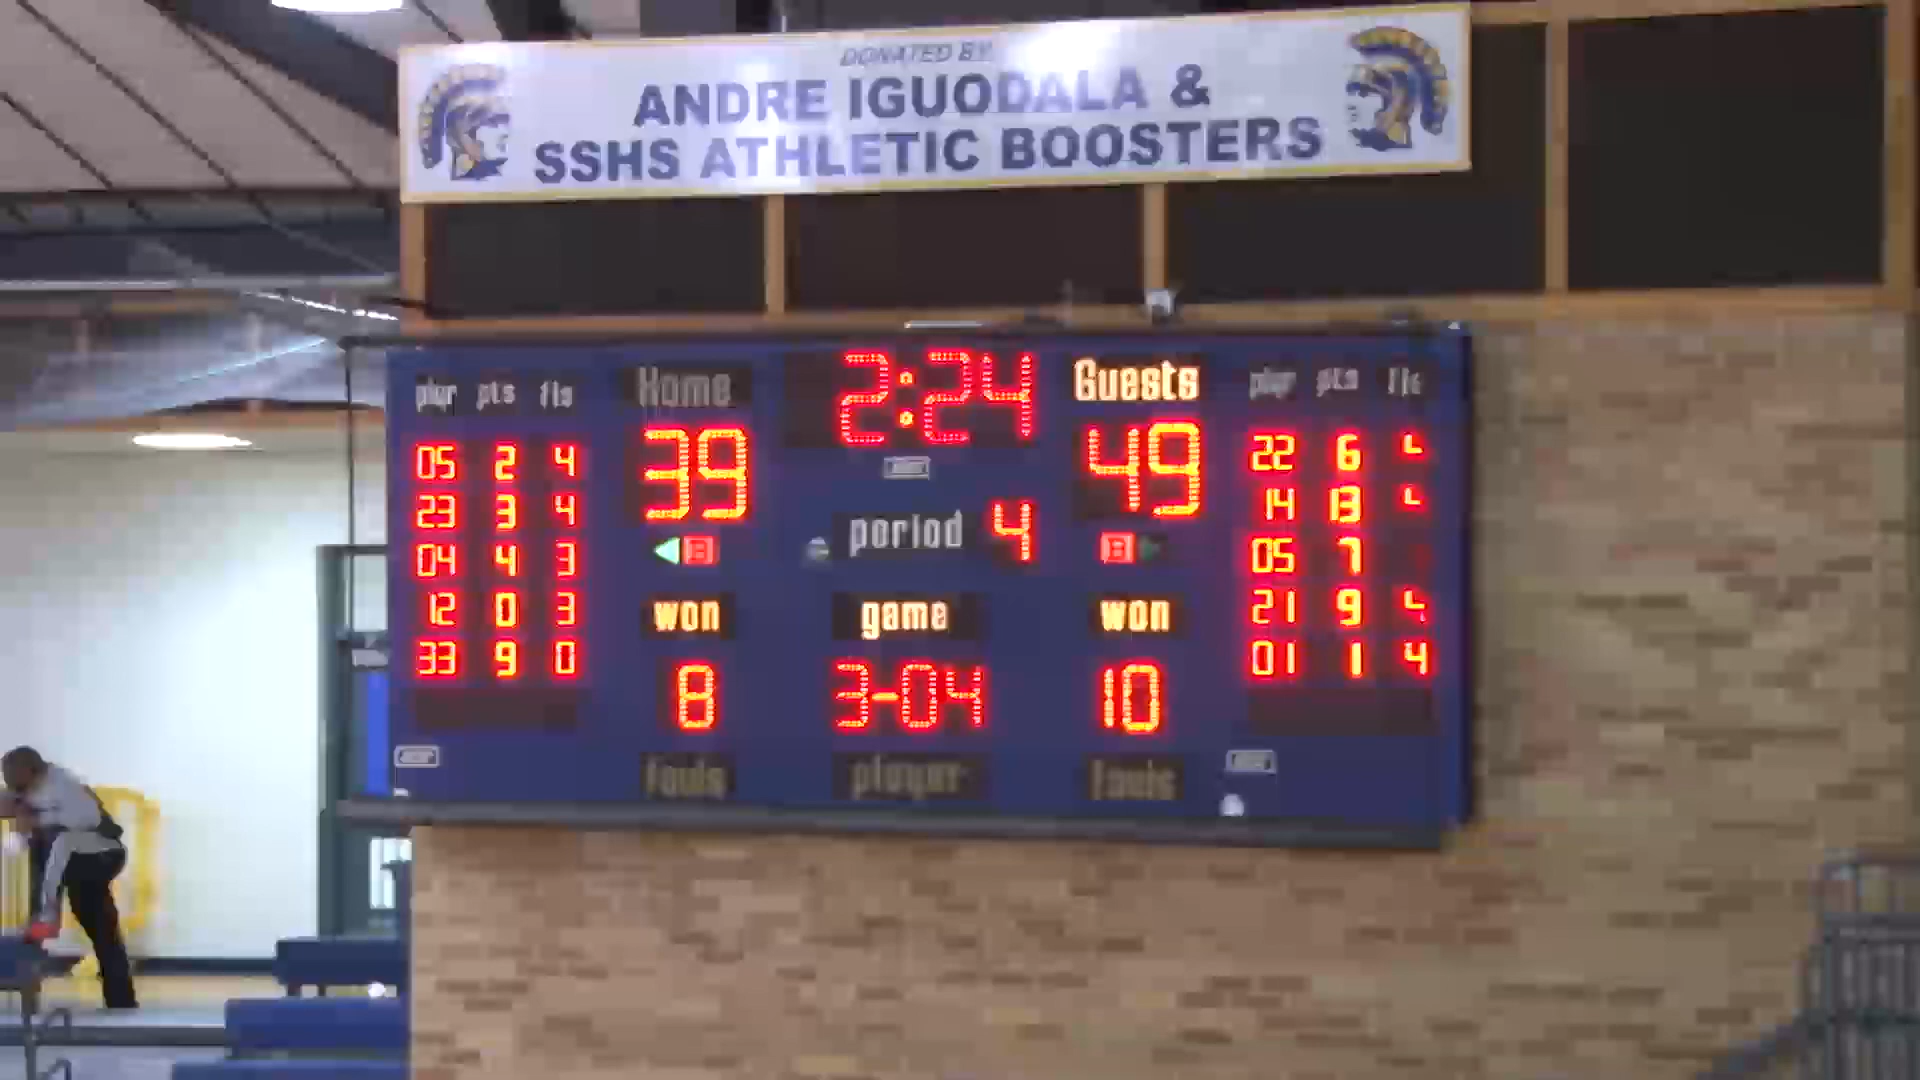 DONATED BY
ANDRE IGUODALA &
SSHS ATHLETIC BOOSTERS
Home 2:24 Guests
39 49
period 4
won game won
8 3-04 10
fouls player fouls
plyr pts fls
05 2 4
23 3 4
04 4 3
12 0 3
33 9 0
plyr pts fls
22 6
14 13
05 7
21 9
01 1 4